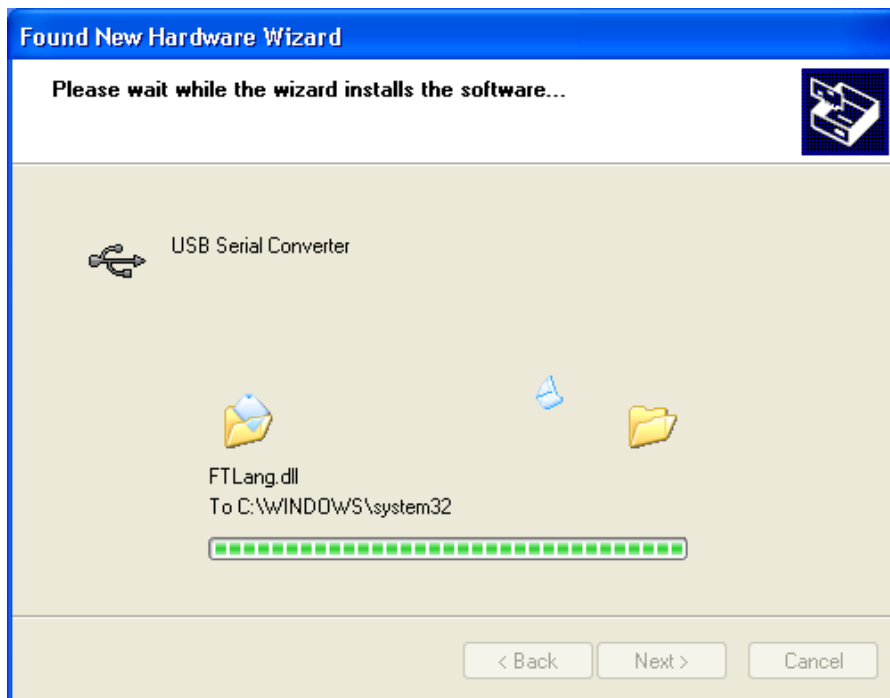 Found New Hardware Wizard
Please wait while the wizard installs the software...
USB Serial Converter
FTLang.dll
To C:\WINDOWS\system32
< Back
Next >
Cancel